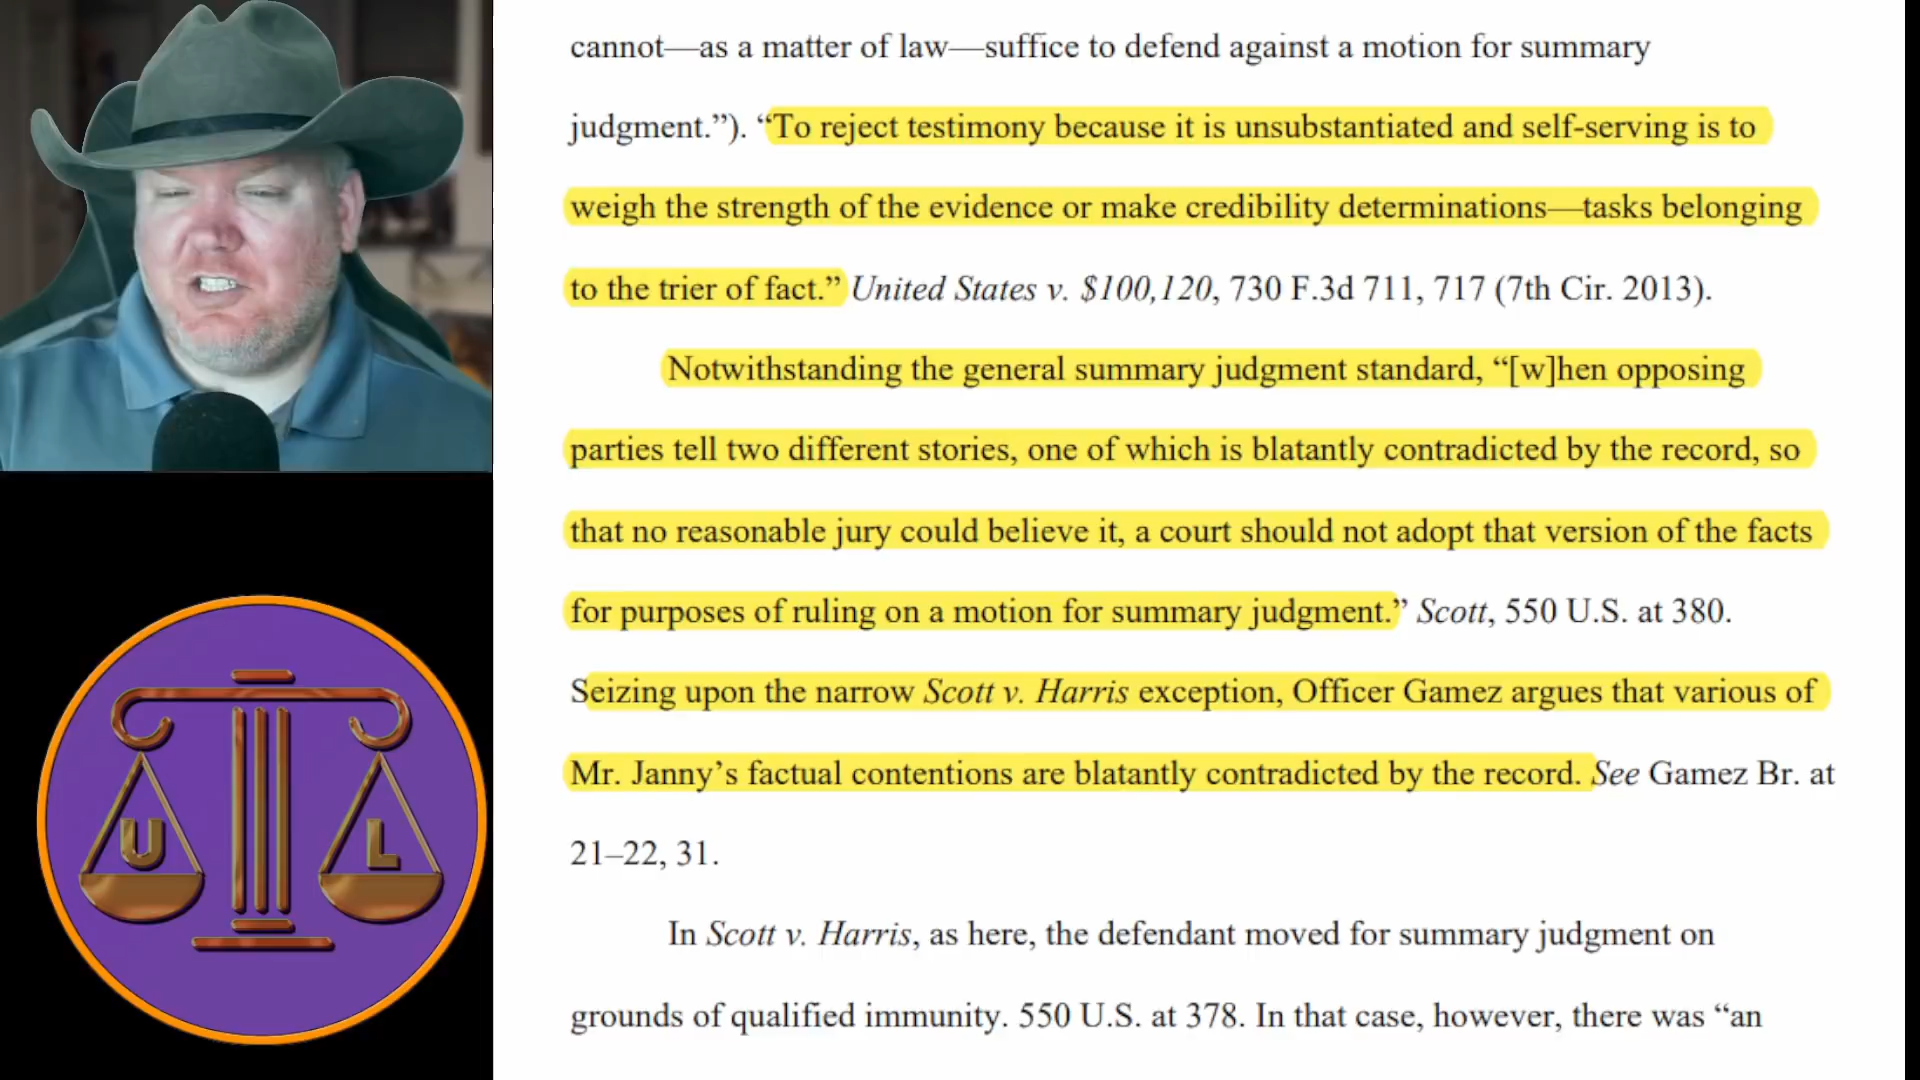 cannot—as a matter of law—suffice to defend against a motion for summary
judgment.”). “To reject testimony because it is unsubstantiated and self-serving is to
weigh the strength of the evidence or make credibility determinations—tasks belonging
to the trier of fact.” United States v. $100,120, 730 F.3d 711, 717 (7th Cir. 2013).
Notwithstanding the general summary judgment standard, “[w]hen opposing
parties tell two different stories, one of which is blatantly contradicted by the record, so
that no reasonable jury could believe it, a court should not adopt that version of the facts
for purposes of ruling on a motion for summary judgment.” Scott, 550 U.S. at 380.
Seizing upon the narrow Scott v. Harris exception, Officer Gamez argues that various of
Mr. Janny’s factual contentions are blatantly contradicted by the record. See Gamez Br. at
21–22, 31.
In Scott v. Harris, as here, the defendant moved for summary judgment on
grounds of qualified immunity. 550 U.S. at 378. In that case, however, there was “an
U L